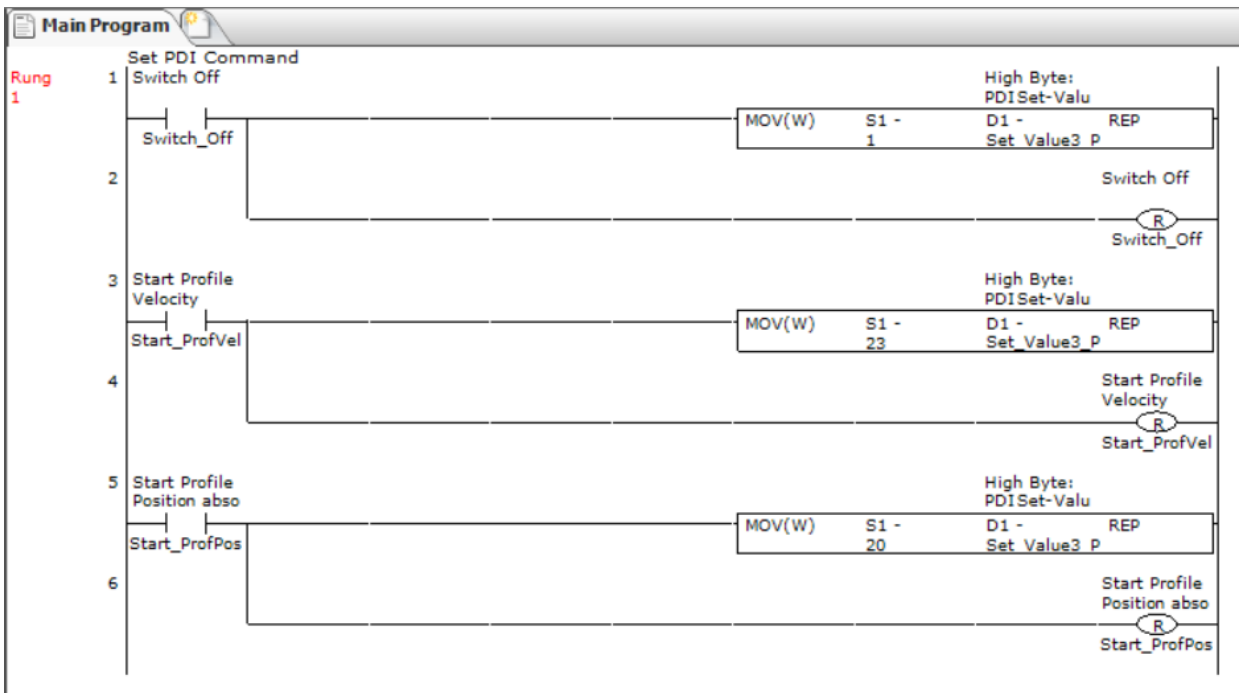 Main Program
Set PDI Command
Rung 1 Switch Off High Byte:
1 PDISet-Valu
MOV(W) S1 - D1 - REP
Switch_Off 1 Set_Value3_P
2 Switch Off
R
Switch_Off
3 Start Profile High Byte:
Velocity PDISet-Valu
MOV(W) S1 - D1 - REP
Start_ProfVel 23 Set_Value3_P
4 Start Profile
Velocity
R
Start_ProfVel
5 Start Profile High Byte:
Position abso PDISet-Valu
MOV(W) S1 - D1 - REP
Start_ProfPos 20 Set_Value3_P
6 Start Profile
Position abso
R
Start_ProfPos